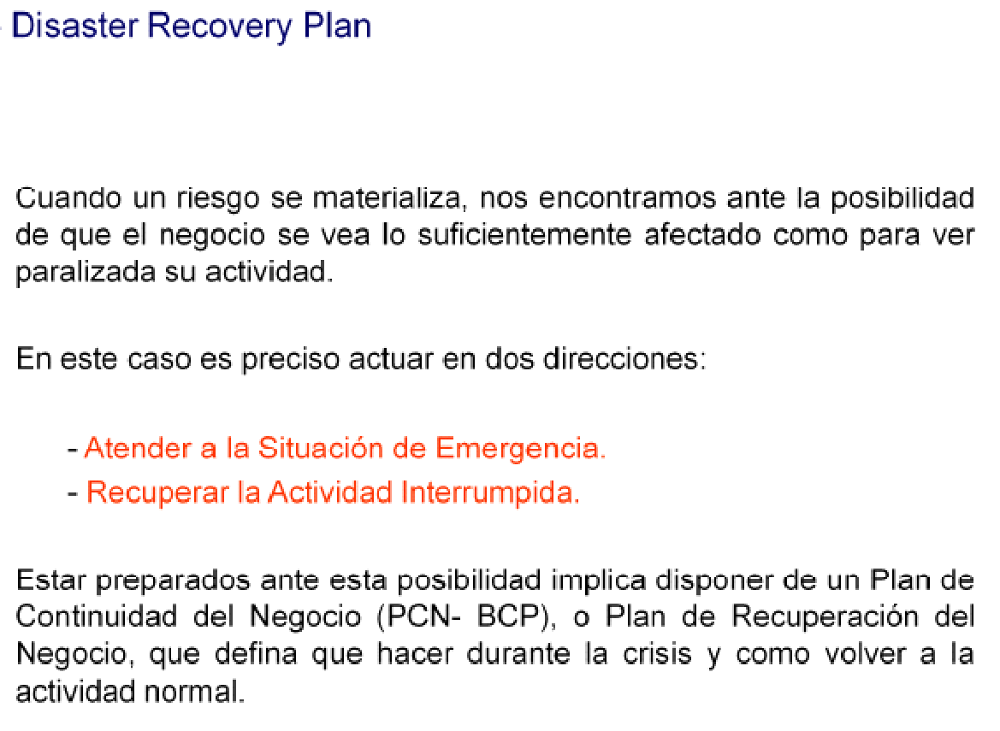 - Disaster Recovery Plan
Cuando un riesgo se materializa, nos encontramos ante la posibilidad
de que el negocio se vea lo suficientemente afectado como para ver
paralizada su actividad.
En este caso es preciso actuar en dos direcciones:
- Atender a la Situación de Emergencia.
- Recuperar la Actividad Interrumpida.
Estar preparados ante esta posibilidad implica disponer de un Plan de
Continuidad del Negocio (PCN- BCP), o Plan de Recuperación del
Negocio, que defina que hacer durante la crisis y como volver a la
actividad normal.